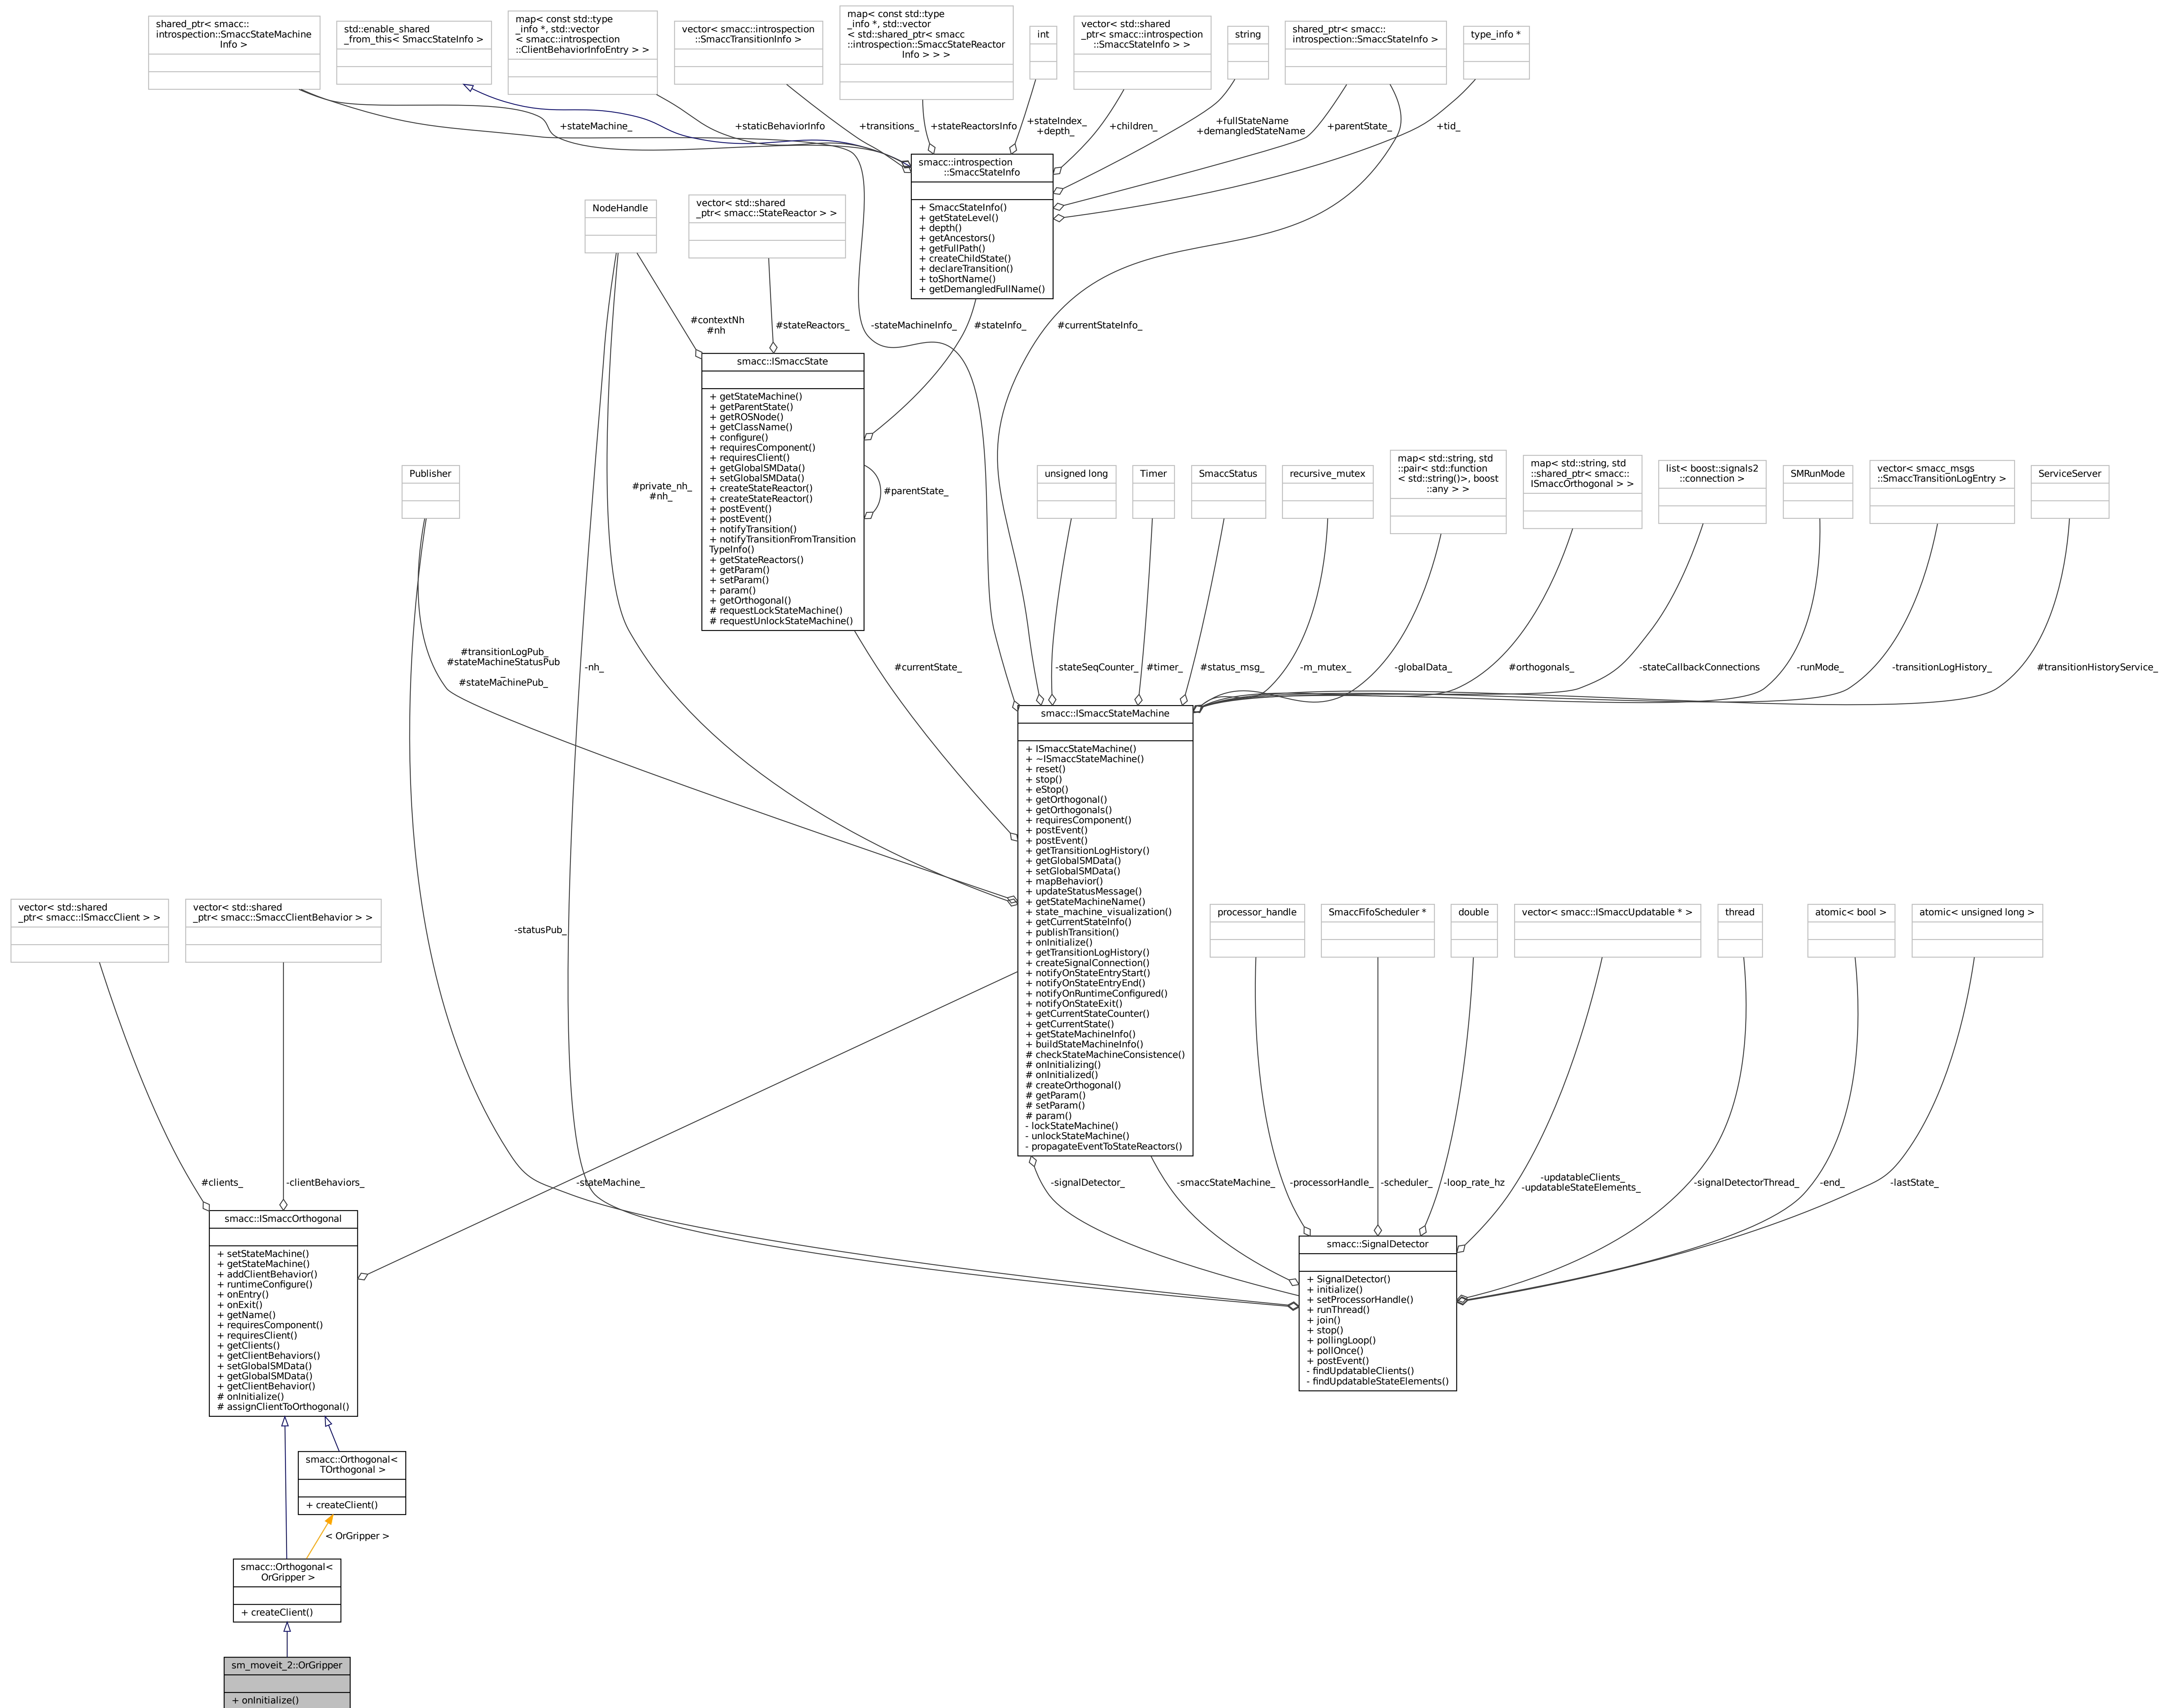 shared_ptr< smacc::
introspection::SmaccStateMachine
Info >
std::enable_shared
_from_this< SmaccStateInfo >
map< const std::type
_info *, std::vector
< smacc::introspection
::ClientBehaviorInfoEntry > >
vector< smacc::introspection
::SmaccTransitionInfo >
map< const std::type
_info *, std::vector
< std::shared_ptr< smacc
::introspection::SmaccStateReactor
Info > > >
int
vector< std::shared
_ptr< smacc::introspection
::SmaccStateInfo > >
string
shared_ptr< smacc::
introspection::SmaccStateInfo >
type_info *
+stateMachine_
+staticBehaviorInfo
+transitions_
+stateReactorsInfo
+stateIndex_
+depth_
+children_
+fullStateName
+demangledStateName
+parentState_
+tid_
smacc::introspection
::SmaccStateInfo
+ SmaccStateInfo()
+ getStateLevel()
+ depth()
+ getAncestors()
+ getFullPath()
+ createChildState()
+ declareTransition()
+ toShortName()
+ getDemangledFullName()
NodeHandle
vector< std::shared
_ptr< smacc::StateReactor > >
#contextNh
#nh
#stateReactors_
-stateMachineInfo_
#stateInfo_
#currentStateInfo_
smacc::ISmaccState
+ getStateMachine()
+ getParentState()
+ getROSNode()
+ getClassName()
+ configure()
+ requiresComponent()
+ requiresClient()
+ getGlobalSMData()
+ setGlobalSMData()
+ createStateReactor()
+ createStateReactor()
+ postEvent()
+ postEvent()
+ notifyTransition()
+ notifyTransitionFromTransition
TypeInfo()
+ getStateReactors()
+ getParam()
+ setParam()
+ param()
+ getOrthogonal()
# requestLockStateMachine()
# requestUnlockStateMachine()
#parentState_
Publisher
#private_nh_
#nh_
unsigned long
Timer
SmaccStatus
recursive_mutex
map< std::string, std
::pair< std::function
< std::string()>, boost
::any > >
map< std::string, std
::shared_ptr< smacc::
ISmaccOrthogonal > >
list< boost::signals2
::connection >
SMRunMode
vector< smacc_msgs
::SmaccTransitionLogEntry >
ServiceServer
#transitionLogPub_
#stateMachineStatusPub
_
#stateMachinePub_
-nh_
#currentState_
-stateSeqCounter_
#timer_
#status_msg_
-m_mutex_
-globalData_
#orthogonals_
-stateCallbackConnections
-runMode_
-transitionLogHistory_
#transitionHistoryService_
smacc::ISmaccStateMachine
+ ISmaccStateMachine()
+ ~ISmaccStateMachine()
+ reset()
+ stop()
+ eStop()
+ getOrthogonal()
+ getOrthogonals()
+ requiresComponent()
+ postEvent()
+ postEvent()
+ getTransitionLogHistory()
+ getGlobalSMData()
+ setGlobalSMData()
+ mapBehavior()
+ updateStatusMessage()
+ getStateMachineName()
+ state_machine_visualization()
+ getCurrentStateInfo()
+ publishTransition()
+ onInitialize()
+ getTransitionLogHistory()
+ createSignalConnection()
+ notifyOnStateEntryStart()
+ notifyOnStateEntryEnd()
+ notifyOnRuntimeConfigured()
+ notifyOnStateExit()
+ getCurrentStateCounter()
+ getCurrentState()
+ getStateMachineInfo()
+ buildStateMachineInfo()
# checkStateMachineConsistence()
# onInitializing()
# onInitialized()
# createOrthogonal()
# getParam()
# setParam()
# param()
- lockStateMachine()
- unlockStateMachine()
- propagateEventToStateReactors()
vector< std::shared
_ptr< smacc::ISmaccClient > >
vector< std::shared
_ptr< smacc::SmaccClientBehavior > >
-statusPub_
processor_handle
SmaccFifoScheduler *
double
vector< smacc::ISmaccUpdatable * >
thread
atomic< bool >
atomic< unsigned long >
#clients_
-clientBehaviors_
-stateMachine_
-signalDetector_
-smaccStateMachine_
-processorHandle_
-scheduler_
-loop_rate_hz
-updatableClients_
-updatableStateElements_
-signalDetectorThread_
-end_
-lastState_
smacc::ISmaccOrthogonal
+ setStateMachine()
+ getStateMachine()
+ addClientBehavior()
+ runtimeConfigure()
+ onEntry()
+ onExit()
+ getName()
+ requiresComponent()
+ requiresClient()
+ getClients()
+ getClientBehaviors()
+ setGlobalSMData()
+ getGlobalSMData()
+ getClientBehavior()
# onInitialize()
# assignClientToOrthogonal()
smacc::SignalDetector
+ SignalDetector()
+ initialize()
+ setProcessorHandle()
+ runThread()
+ join()
+ stop()
+ pollingLoop()
+ pollOnce()
+ postEvent()
- findUpdatableClients()
- findUpdatableStateElements()
smacc::Orthogonal<
TOrthogonal >
+ createClient()
< OrGripper >
smacc::Orthogonal<
OrGripper >
+ createClient()
sm_moveit_2::OrGripper
+ onInitialize()